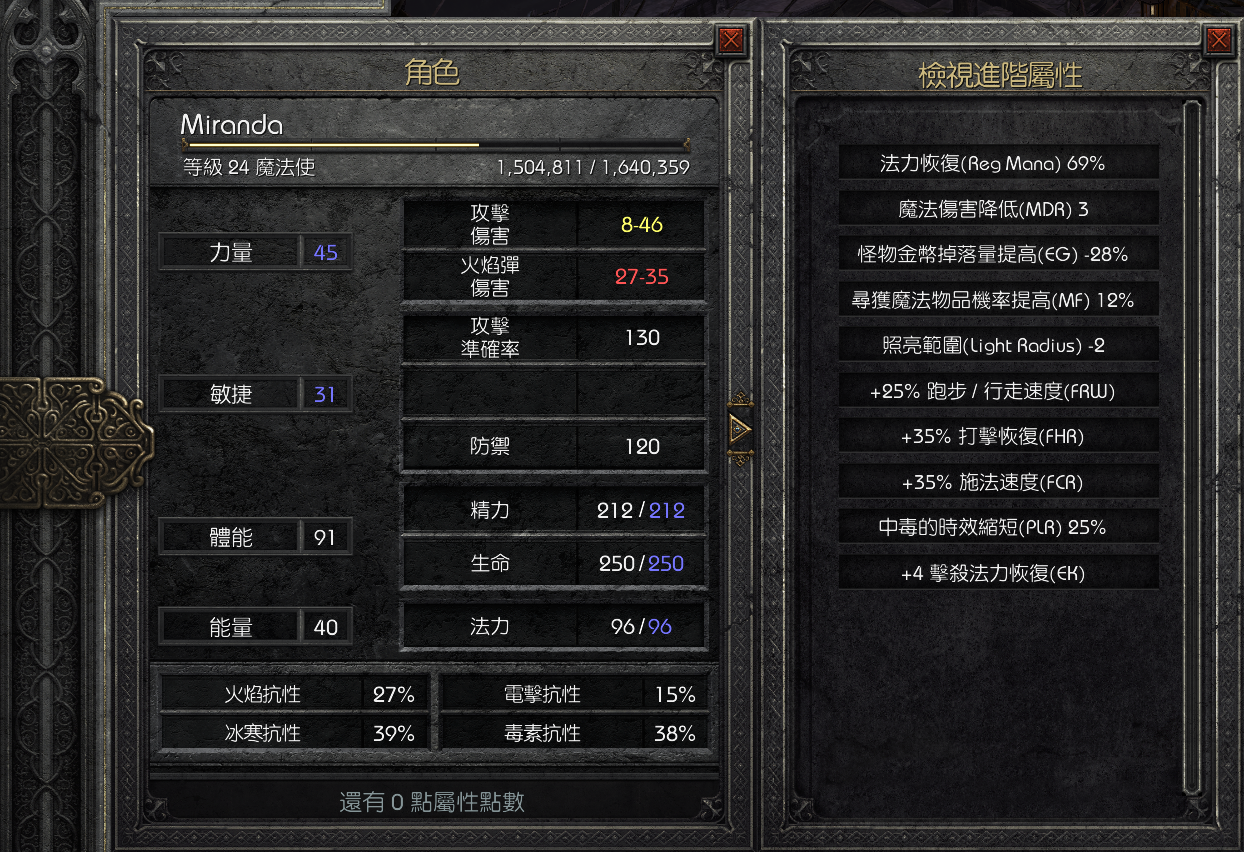 角色
Miranda
等級 24 魔法使
1,504,811 / 1,640,359
力量 45
敏捷 31
體能 91
能量 40
攻擊
傷害
8-46
火焰彈
傷害
27-35
攻擊
準確率
130
防禦 120
精力 212/212
生命 250/250
法力 96/96
火焰抗性 27%
電擊抗性 15%
冰寒抗性 39%
毒素抗性 38%
還有 0 點屬性點數
檢視進階屬性
法力恢復(Reg Mana) 69%
魔法傷害降低(MDR) 3
怪物金幣掉落量提高(EG) -28%
尋獲魔法物品機率提高(MF) 12%
照亮範圍(Light Radius) -2
+25% 跑步 / 行走速度(FRW)
+35% 打擊恢復(FHR)
+35% 施法速度(FCR)
中毒的時效縮短(PLR) 25%
+4 擊殺法力恢復(EK)